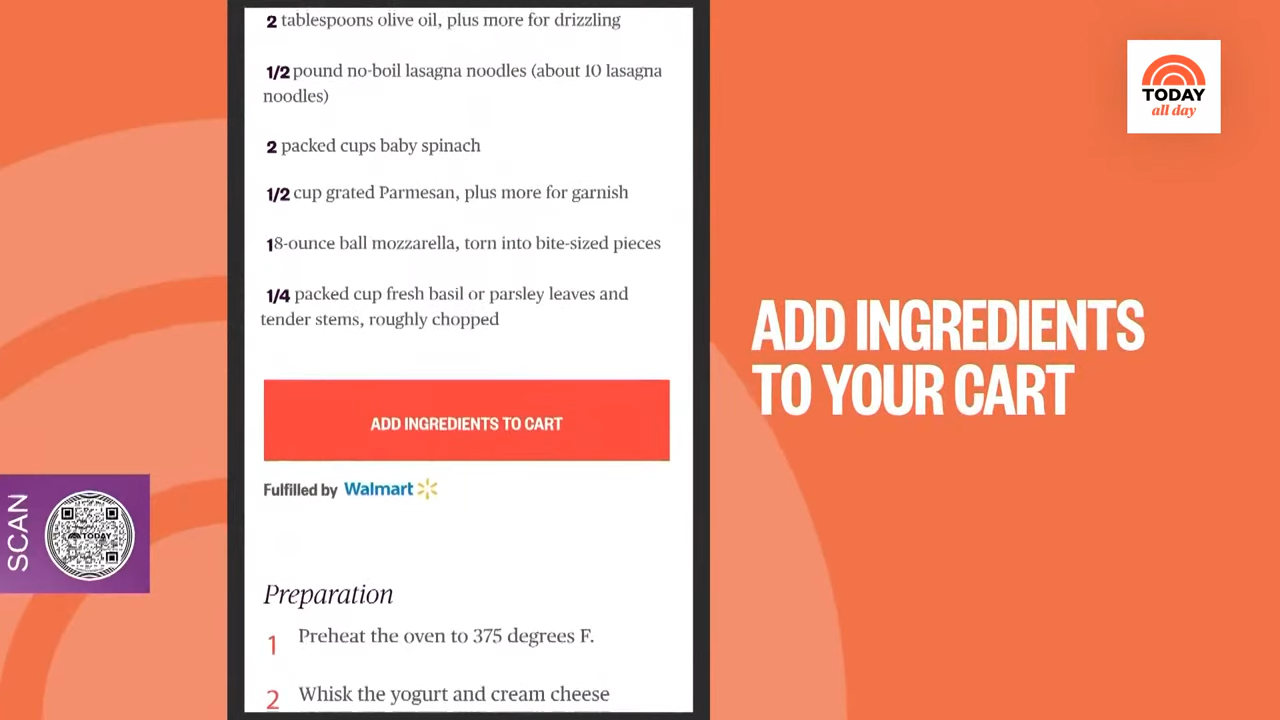 2 tablespoons olive oil, plus more for drizzling
1/2 pound no-boil lasagna noodles (about 10 lasagna
noodles)
2 packed cups baby spinach
1/2 cup grated Parmesan, plus more for garnish
1 8-ounce ball mozzarella, torn into bite-sized pieces
1/4 packed cup fresh basil or parsley leaves and
tender stems, roughly chopped
ADD INGREDIENTS TO CART
Fulfilled by Walmart
Preparation
1 Preheat the oven to 375 degrees F.
2 Whisk the yogurt and cream cheese
SCAN
TODAY
TODAY
all day
ADD INGREDIENTS
TO YOUR CART